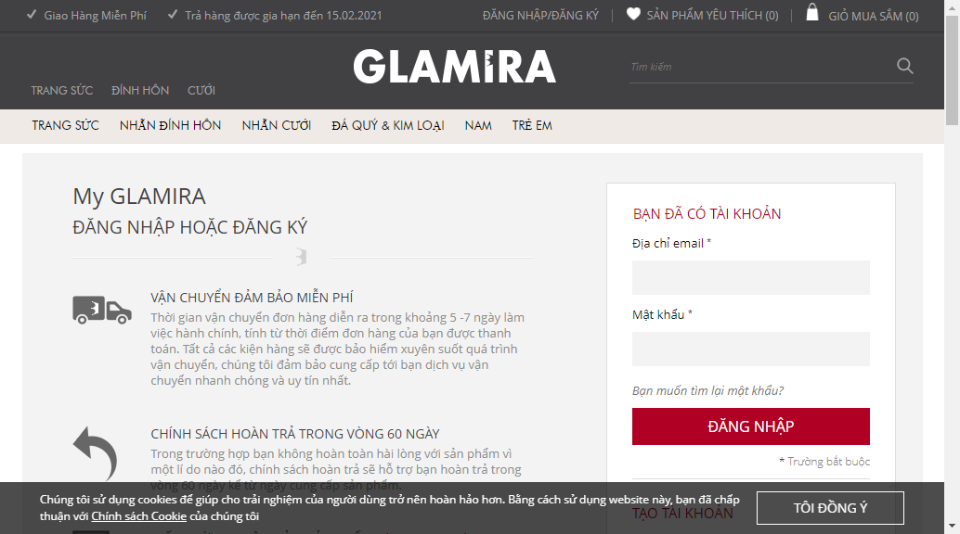 Giao Hàng Miễn Phí
Trả hàng được gia hạn đến 15.02.2021
ĐĂNG NHẬP/ĐĂNG KÝ
SẢN PHẨM YÊU THÍCH (0)
GIỎ MUA SẮM (0)
GLAMIRA
Tìm kiếm
TRANG SỨC ĐÍNH HÔN CƯỚI
TRANG SỨC NHẪN ĐÍNH HÔN NHẪN CƯỚI ĐÁ QUÝ & KIM LOẠI NAM TRẺ EM
My GLAMIRA
ĐĂNG NHẬP HOẶC ĐĂNG KÝ
VẬN CHUYỂN ĐẢM BẢO MIỄN PHÍ
Thời gian vận chuyển đơn hàng diễn ra trong khoảng 5 -7 ngày làm
việc hành chính, tính từ thời điểm đơn hàng của bạn được thanh
toán. Tất cả các kiện hàng sẽ được bảo hiểm xuyên suốt quá trình
vận chuyển, chúng tôi đảm bảo cung cấp tới bạn dịch vụ vận
chuyển nhanh chóng và uy tín nhất.
CHÍNH SÁCH HOÀN TRẢ TRONG VÒNG 60 NGÀY
Trong trường hợp bạn không hoàn toàn hài lòng với sản phẩm vì
một lí do nào đó, chính sách hoàn trả sẽ hỗ trợ bạn hoàn trả trong
vòng 60 ngày kể từ ngày cung cấp sản phẩm.
BẠN ĐÃ CÓ TÀI KHOẢN
Địa chỉ email *
Mật khẩu *
Bạn muốn tìm lại mật khẩu?
ĐĂNG NHẬP
* Trường bắt buộc
TẠO TÀI KHOẢN
Chúng tôi sử dụng cookies để giúp cho trải nghiệm của người dùng trở nên hoàn hảo hơn. Bằng cách sử dụng website này, bạn đã chấp
thuận với Chính sách Cookie của chúng tôi
TÔI ĐỒNG Ý